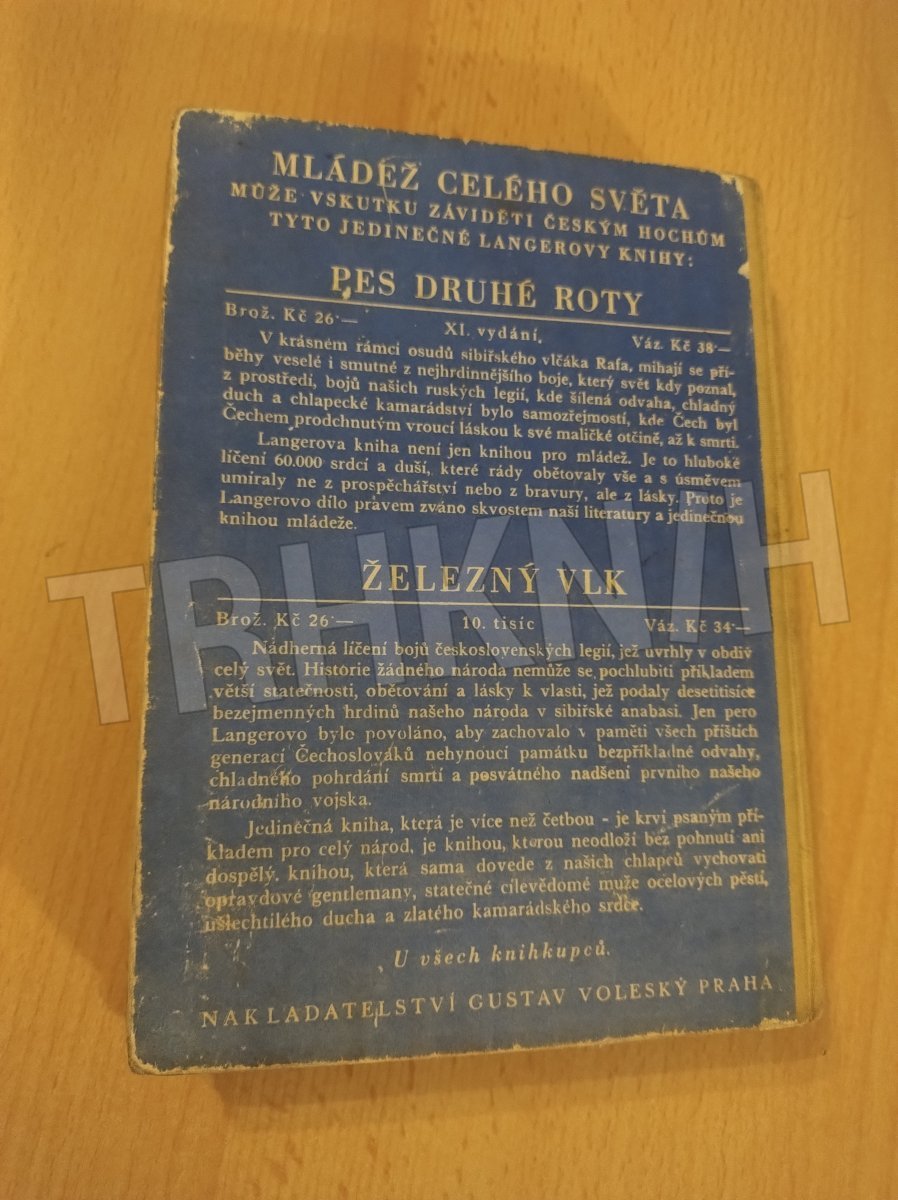 MLÁDEŽ CELÉHO SVĚTA
MŮŽE VSKUTKU ZÁVIDĚTI ČESKÝM HOCHŮM
TYTO JEDINEČNÉ LANGEROVY KNIHY:
PES DRUHÉ ROTY
Brož. Kč 26·— XI. vydání. Váz. Kč 38—
V krásném rámci osudů sibiřského vlčáka Rafa, míhají se pří-
běhy veselé i smutné z nejhrdinnějšího boje, který svět kdy poznal,
z prostředí, bojů našich ruských legií, kde šílená odvaha, chladný
duch a chlapecké kamarádství bylo samozřejmostí, kde Čech byl
Čechem prodchnutým vroucí láskou k své maličké otčině, až k smrti.
Langerova kniha není jen knihou pro mládež. Je to hluboké
líčení 60.000 srdcí a duší, které rády obětovaly vše a s úsměvem
umíraly ne z prospěchářství nebo z bravury, ale z lásky. Proto je
Langerovo dílo právem zváno skvostem naší literatury a jedinečnou
knihou mládeže.
ŽELEZNÝ VLK
Brož. Kč 26·— 10. tisíc Váz. Kč 34·—
Nádherná líčení bojů československých legií, jež uvrhly v obdiv
celý svět. Historie žádného národa nemůže se pochlubiti příkladem
větší statečnosti, obětování a lásky k vlasti, jež podaly desetitisíce
bezejmenných hrdinů našeho národa v sibiřské anabasi. Jen pero
Langerovo bylo povoláno, aby zachovalo v paměti všech příštích
generací Čechoslováků nehynoucí památku bezpříkladné odvahy,
chladného pohrdání smrtí a posvátného nadšení prvního našeho
národního vojska.
Jedinečná kniha, která je více než četbou - je krví psaným pří-
kladem pro celý národ, je knihou, kterou neodloží bez pohnutí ani
dospělý. knihou, která sama dovede z našich chlapců vychovati
opravdové gentlemany, statečné cílevědomé muže ocelových pěstí,
ušlechtilého ducha a zlatého kamarádského srdce.
U všech knihkupců.
NAKLADATELSTVÍ GUSTAV VOLESKÝ PRAHA
TRHKNIH